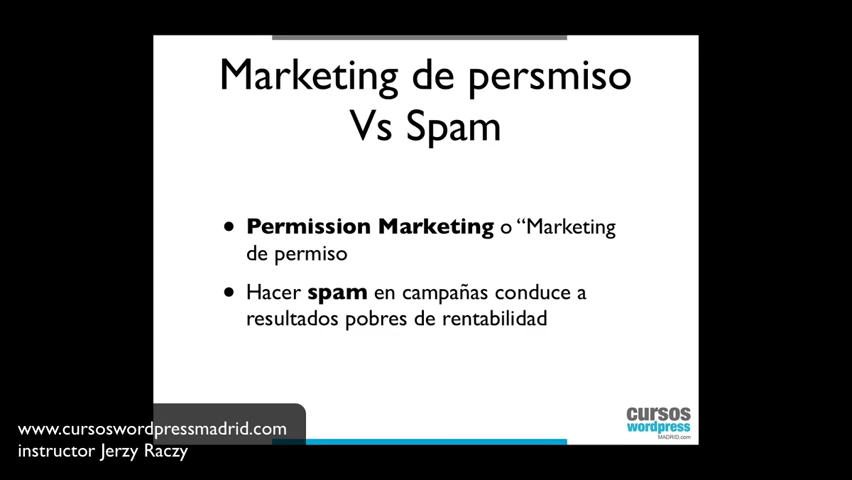 Marketing de persmiso
Vs Spam
• Permission Marketing o “Marketing
de permiso
• Hacer spam en campañas conduce a
resultados pobres de rentabilidad
cursos
wordpress
MADRID.com
www.cursoswordpressmadrid.com
instructor Jerzy Raczy